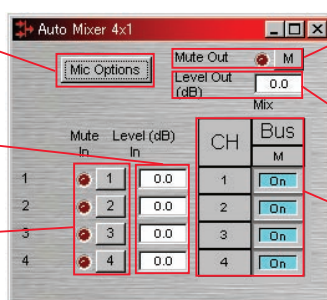 Auto Mixer 4x1
Mic Options
Mute Out M
Level Out (dB) 0.0
Mix
Mute In Level (dB) In CH Bus
M
1 1 0.0 1 On
2 2 0.0 2 On
3 3 0.0 3 On
4 4 0.0 4 On